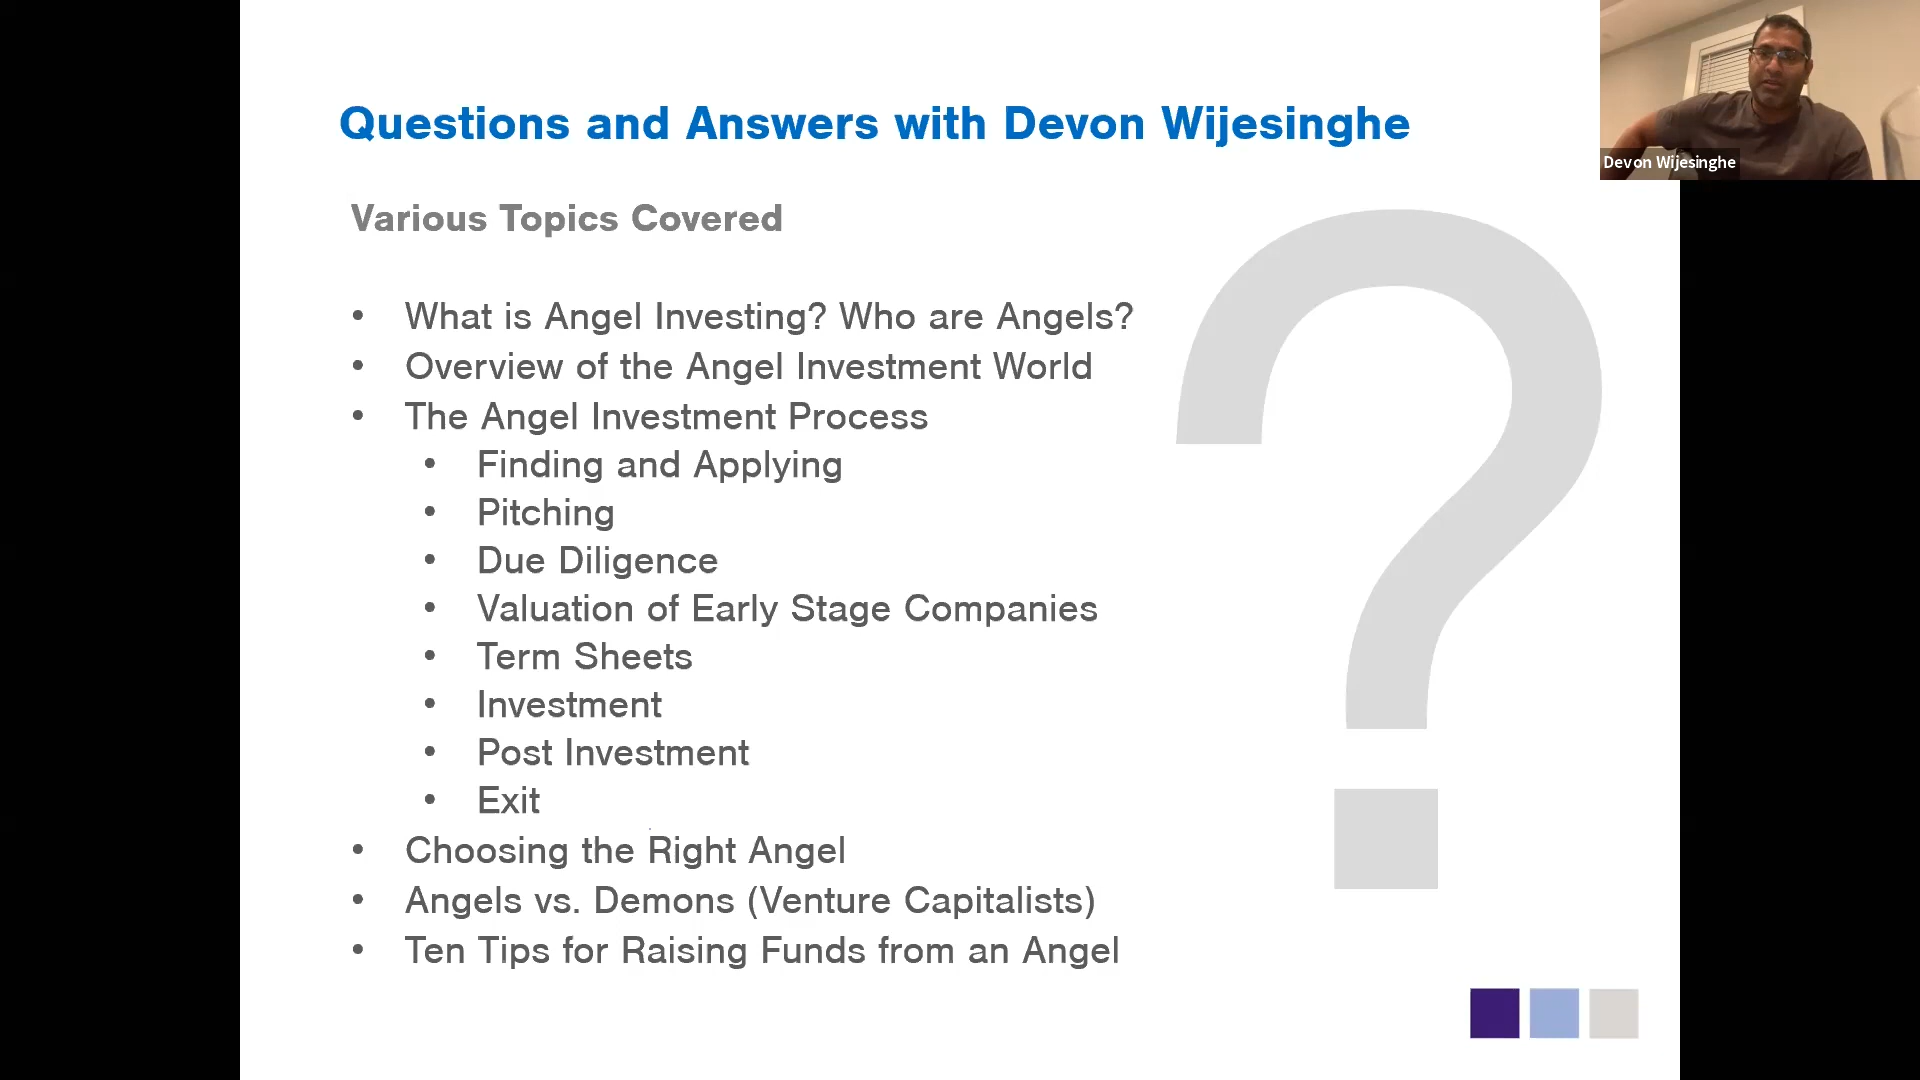 Questions and Answers with Devon Wijesinghe
Devon Wijesinghe
Various Topics Covered
• What is Angel Investing? Who are Angels?
• Overview of the Angel Investment World
• The Angel Investment Process
• Finding and Applying
• Pitching
• Due Diligence
• Valuation of Early Stage Companies
• Term Sheets
• Investment
• Post Investment
• Exit
• Choosing the Right Angel
• Angels vs. Demons (Venture Capitalists)
• Ten Tips for Raising Funds from an Angel
?